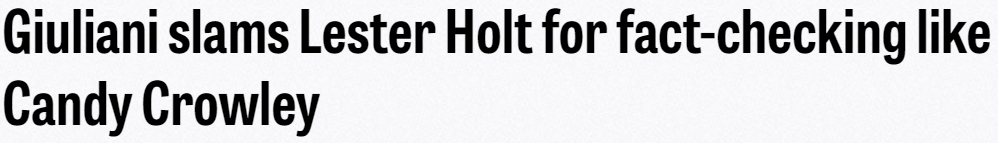 Giuliani slams Lester Holt for fact-checking like
Candy Crowley